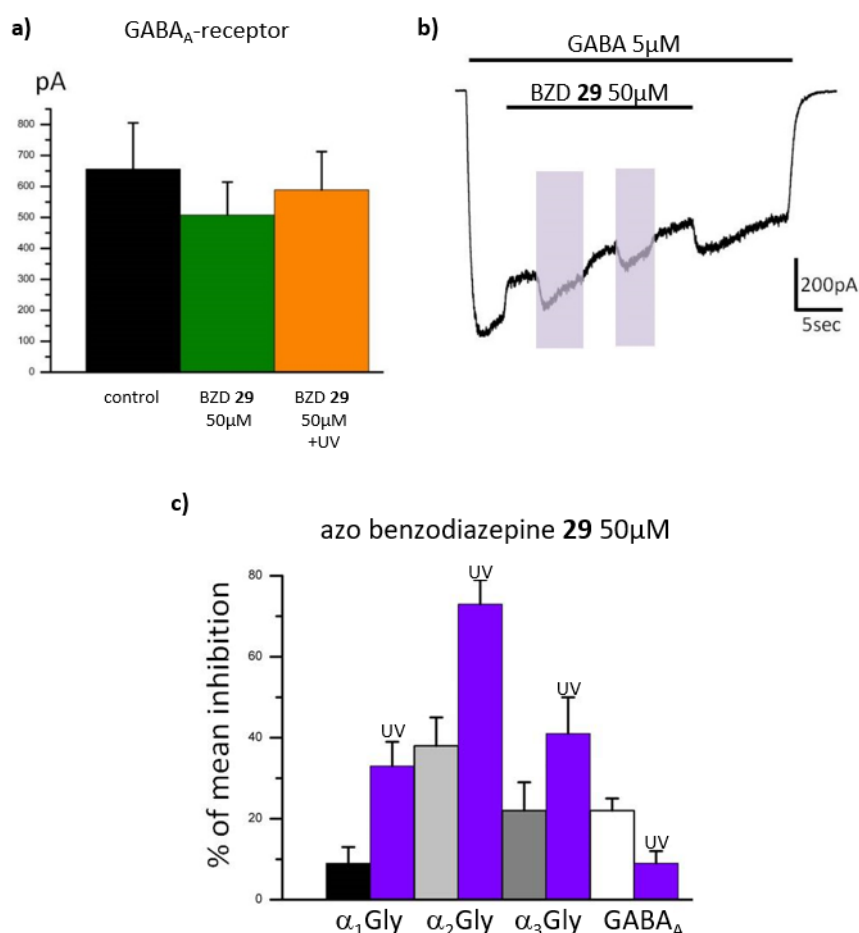 a)
GABAA-receptor
pA
800
700
600
500
400
300
200
100
0
control
BZD 29
50µM
BZD 29
50µM
+UV
b)
GABA 5µM
BZD 29 50µM
200pA
5sec
c)
azo benzodiazepine 29 50µM
% of mean inhibition
80
60
40
20
0
UV
UV
UV
UV
α1Gly α2Gly α3Gly GABAA